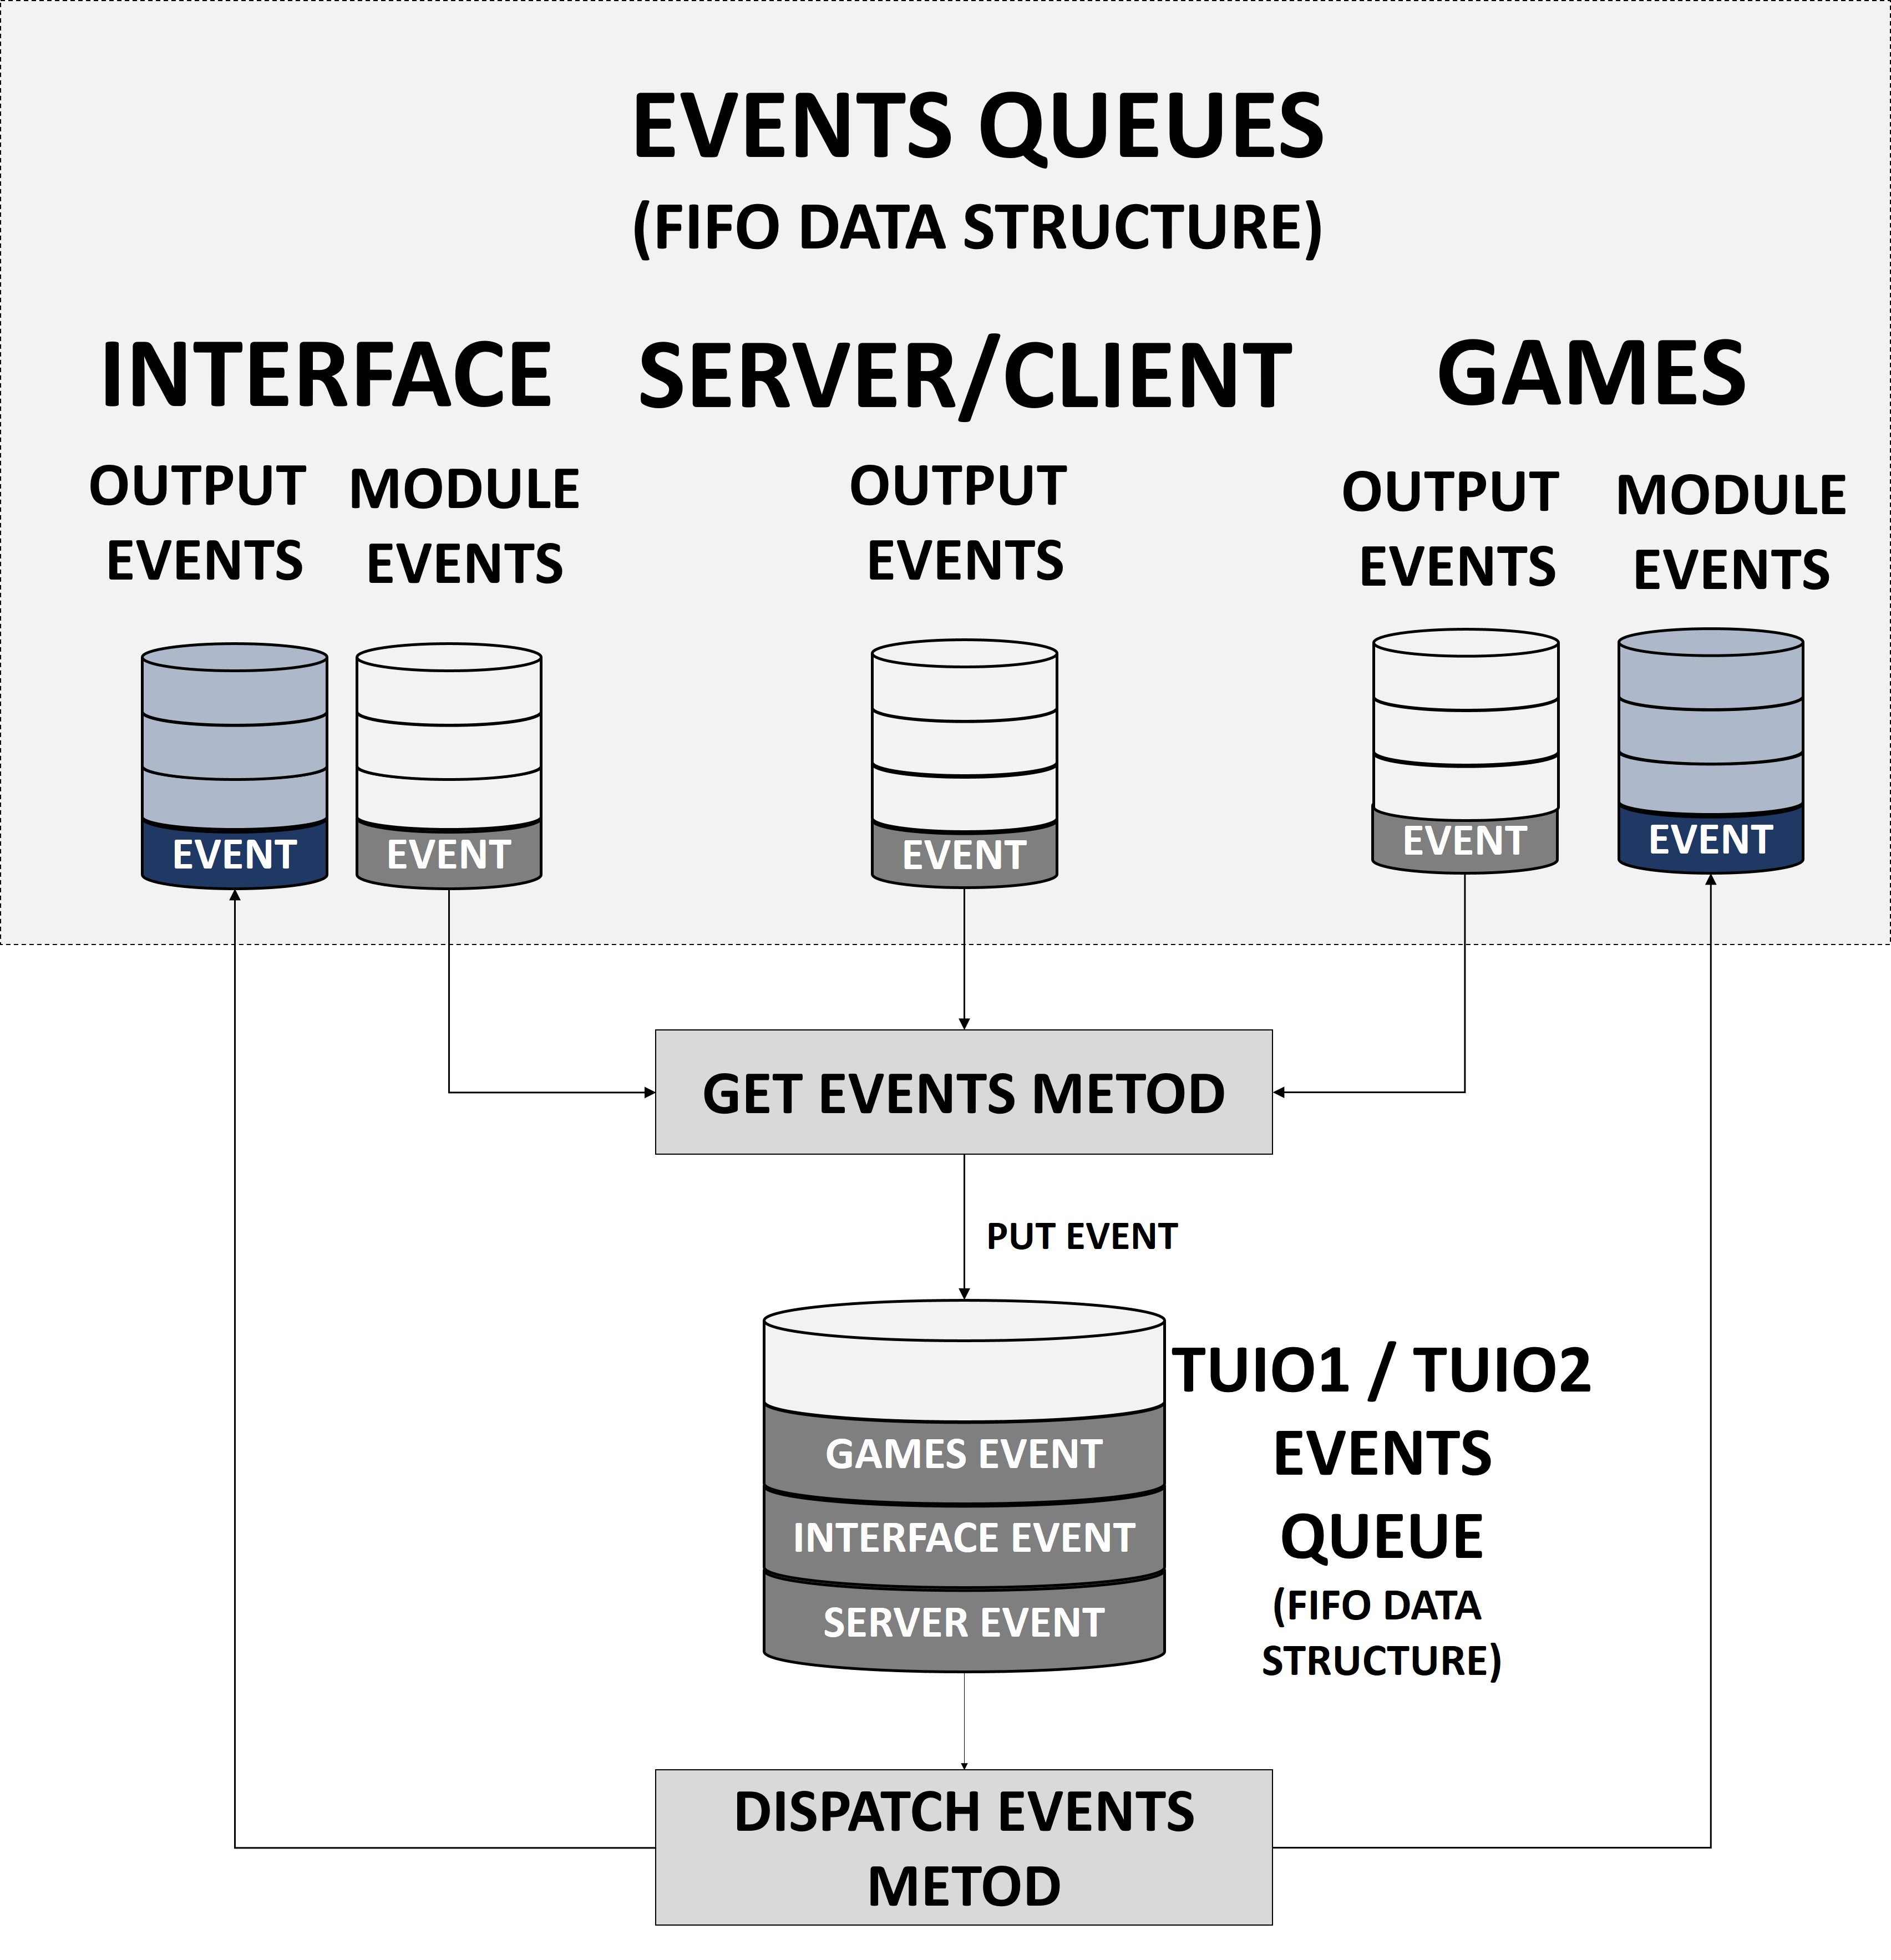 EVENTS QUEUES
(FIFO DATA STRUCTURE)
INTERFACE
SERVER/CLIENT
GAMES
OUTPUT
EVENTS
MODULE
EVENTS
OUTPUT
EVENTS
OUTPUT
EVENTS
MODULE
EVENTS
EVENT
EVENT
EVENT
EVENT
EVENT
GET EVENTS METOD
PUT EVENT
GAMES EVENT
INTERFACE EVENT
SERVER EVENT
TUIO1 / TUIO2
EVENTS
QUEUE
(FIFO DATA
STRUCTURE)
DISPATCH EVENTS
METOD